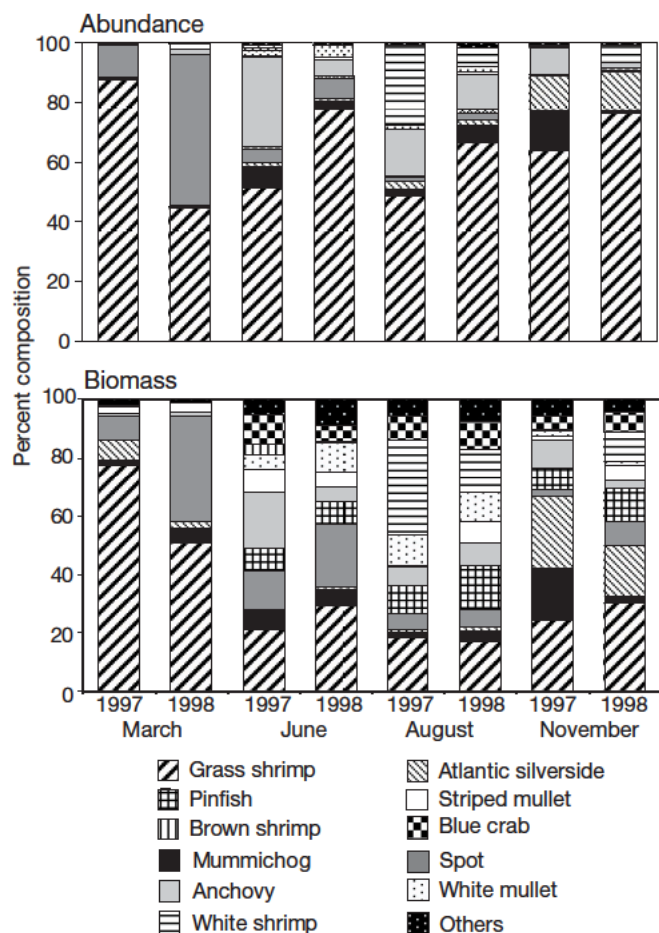 Abundance
100
80
60
40
20
0
Percent composition
Biomass
100
80
60
40
20
0
1997 1998 1997 1998 1997 1998 1997 1998
March June August November
Grass shrimp
Pinfish
Brown shrimp
Mummichog
Anchovy
White shrimp
Atlantic silverside
Striped mullet
Blue crab
Spot
White mullet
Others